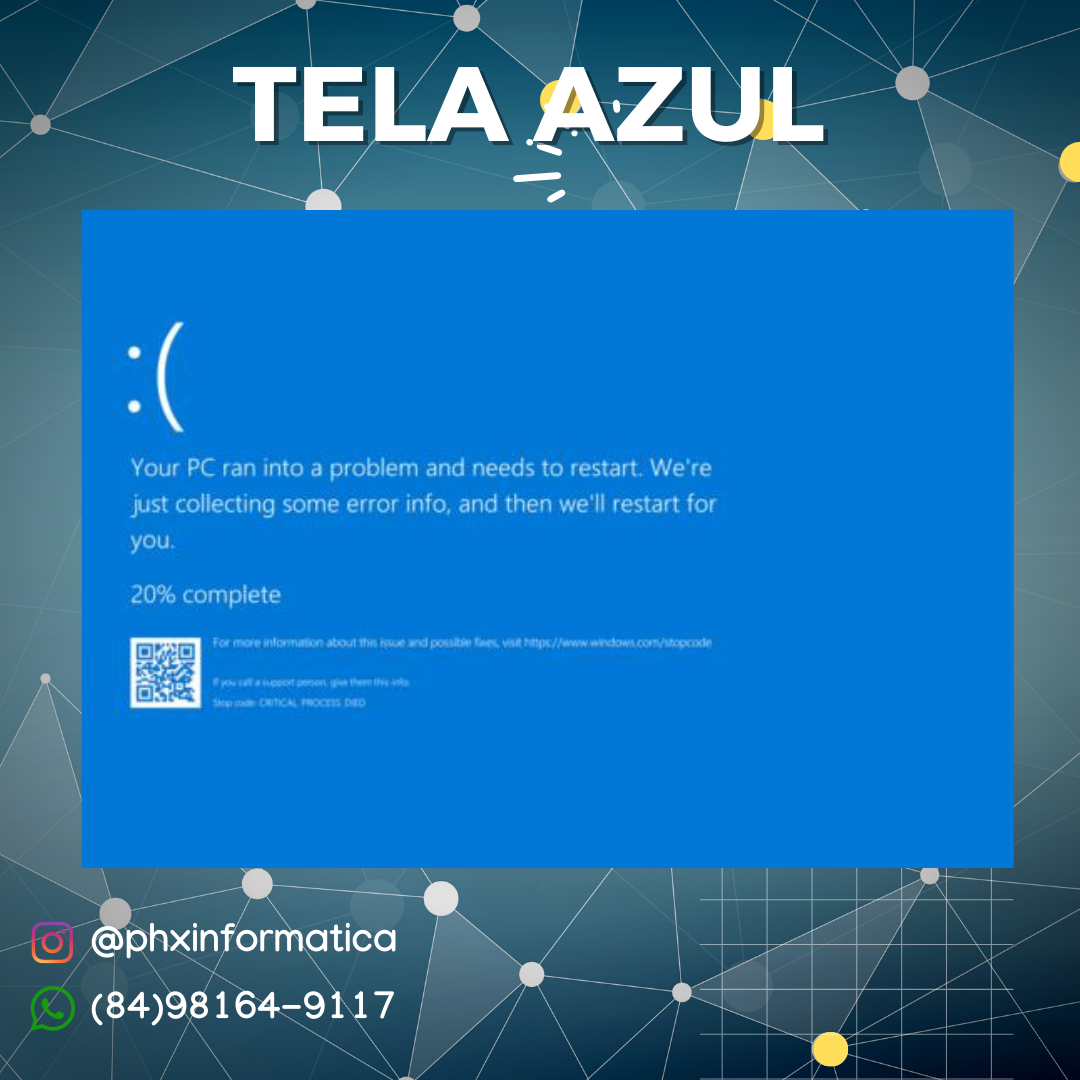 TELA AZUL
:(
Your PC ran into a problem and needs to restart. We're
just collecting some error info, and then we'll restart for
you.
20% complete
For more information about this issue and possible fixes, visit https://www.windows.com/stopcode
If you call a support person, give them this info:
Stop code: CRITICAL PROCESS DIED
@phxinformatica
(84)98164-9117